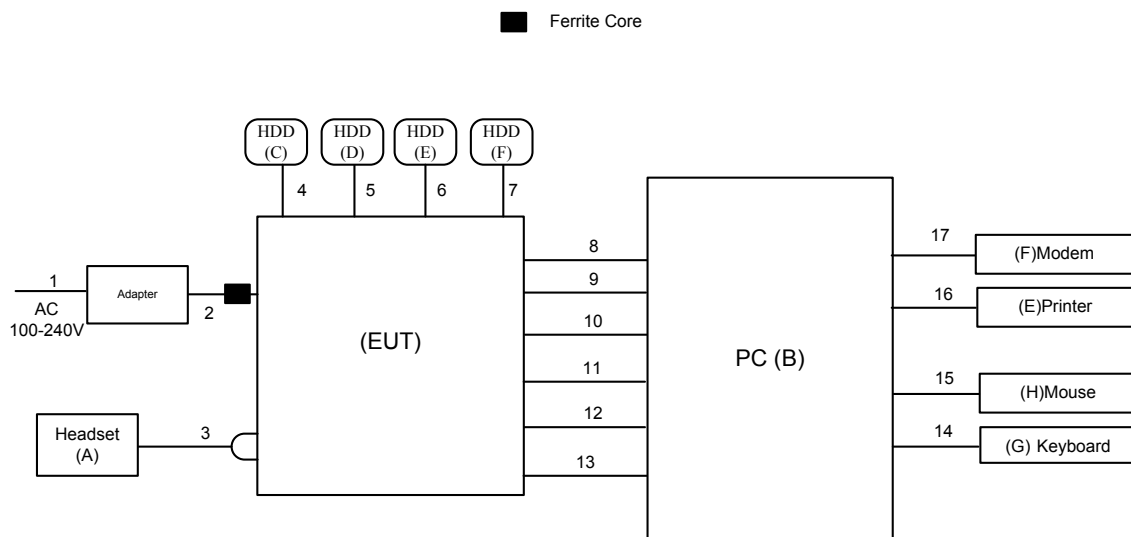 Ferrite Core
HDD
(C)
HDD
(D)
HDD
(E)
HDD
(F)
4
5
6
7
8
9
10
11
12
13
1
Adapter
2
AC
100-240V
(EUT)
PC (B)
3
Headset
(A)
17
(F)Modem
16
(E)Printer
15
(H)Mouse
14
(G) Keyboard